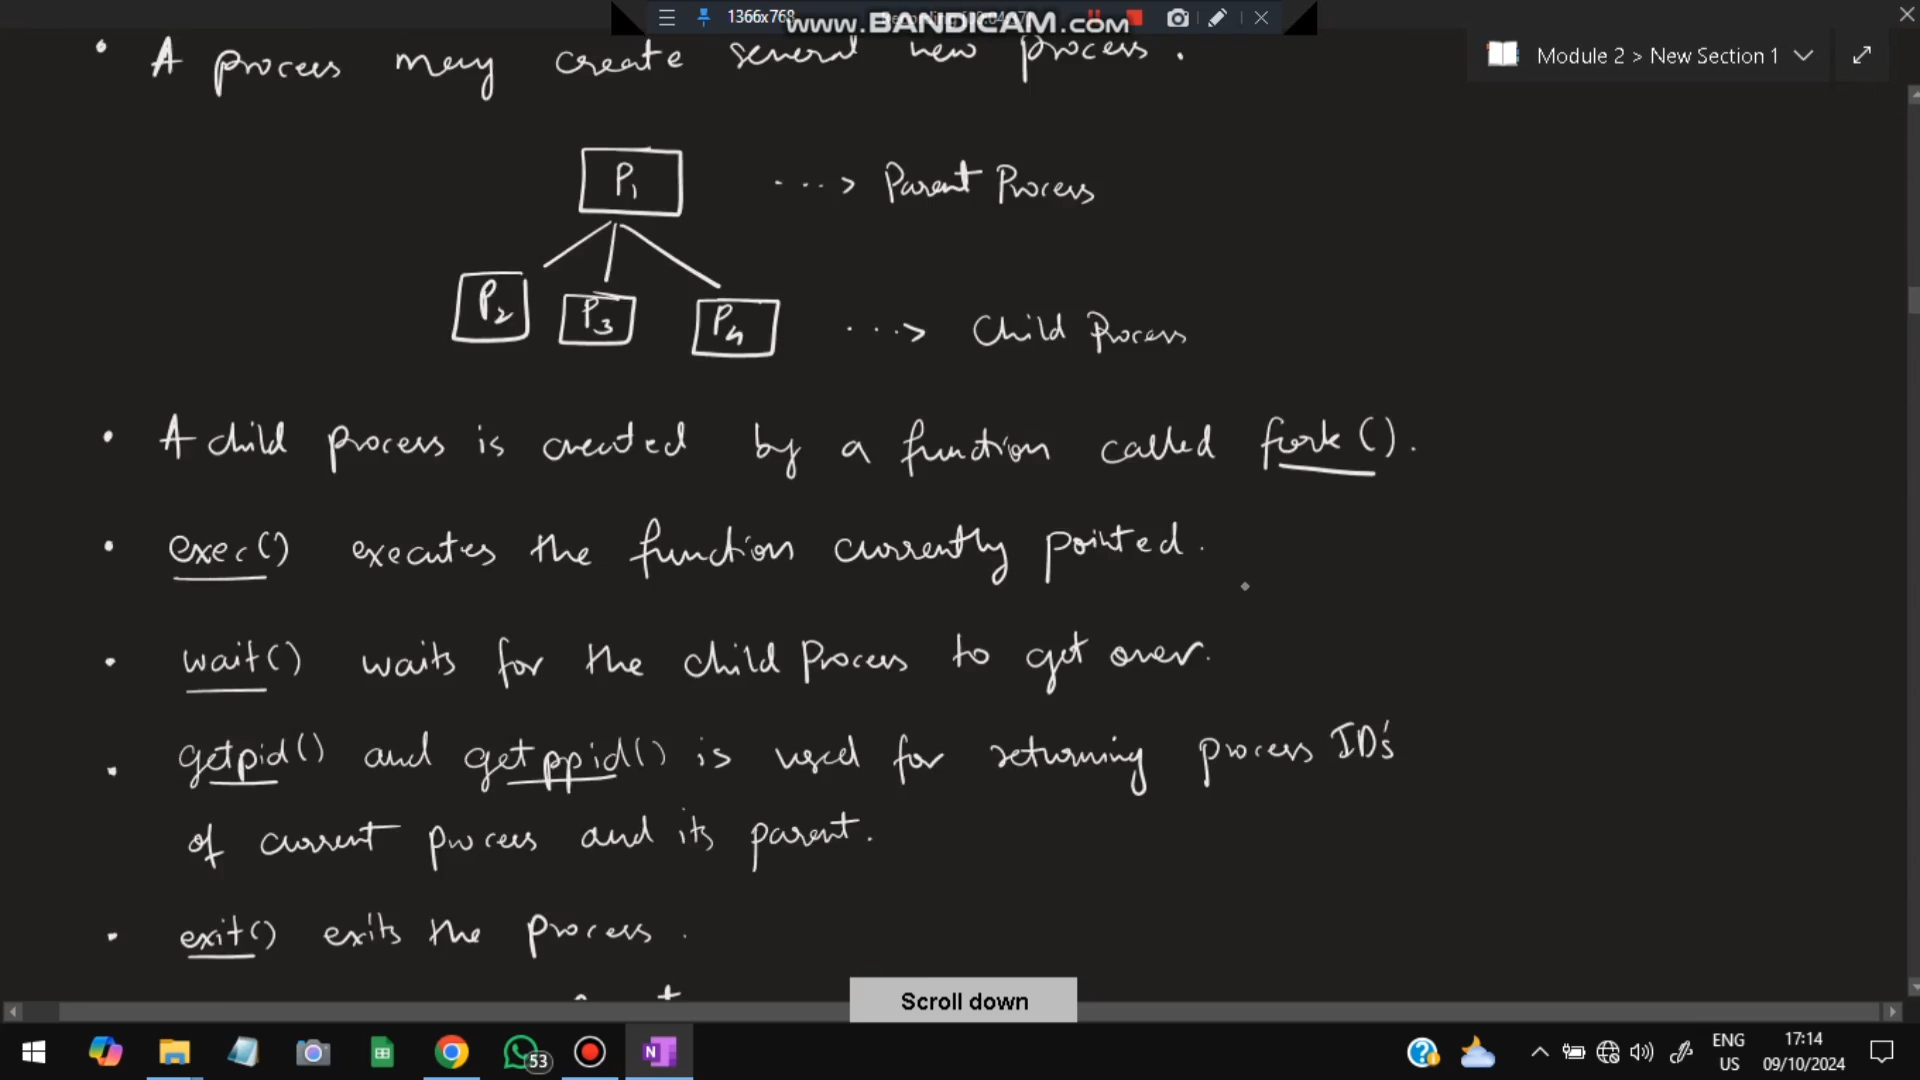 1366x768
www.BANDICAM.com
• A process may create several new process.
Module 2 > New Section 1
P1 ...> Parent Process
P2 P3 P4 ...> Child Process
• A child process is created by a function called fork().
• exec() executes the function currently pointed.
• wait() waits for the child Process to get over.
• getpid() and getppid() is used for returning process ID's
of current process and its parent.
• exit() exits the process.
Scroll down
53
N
ENG
US
17:14
09/10/2024